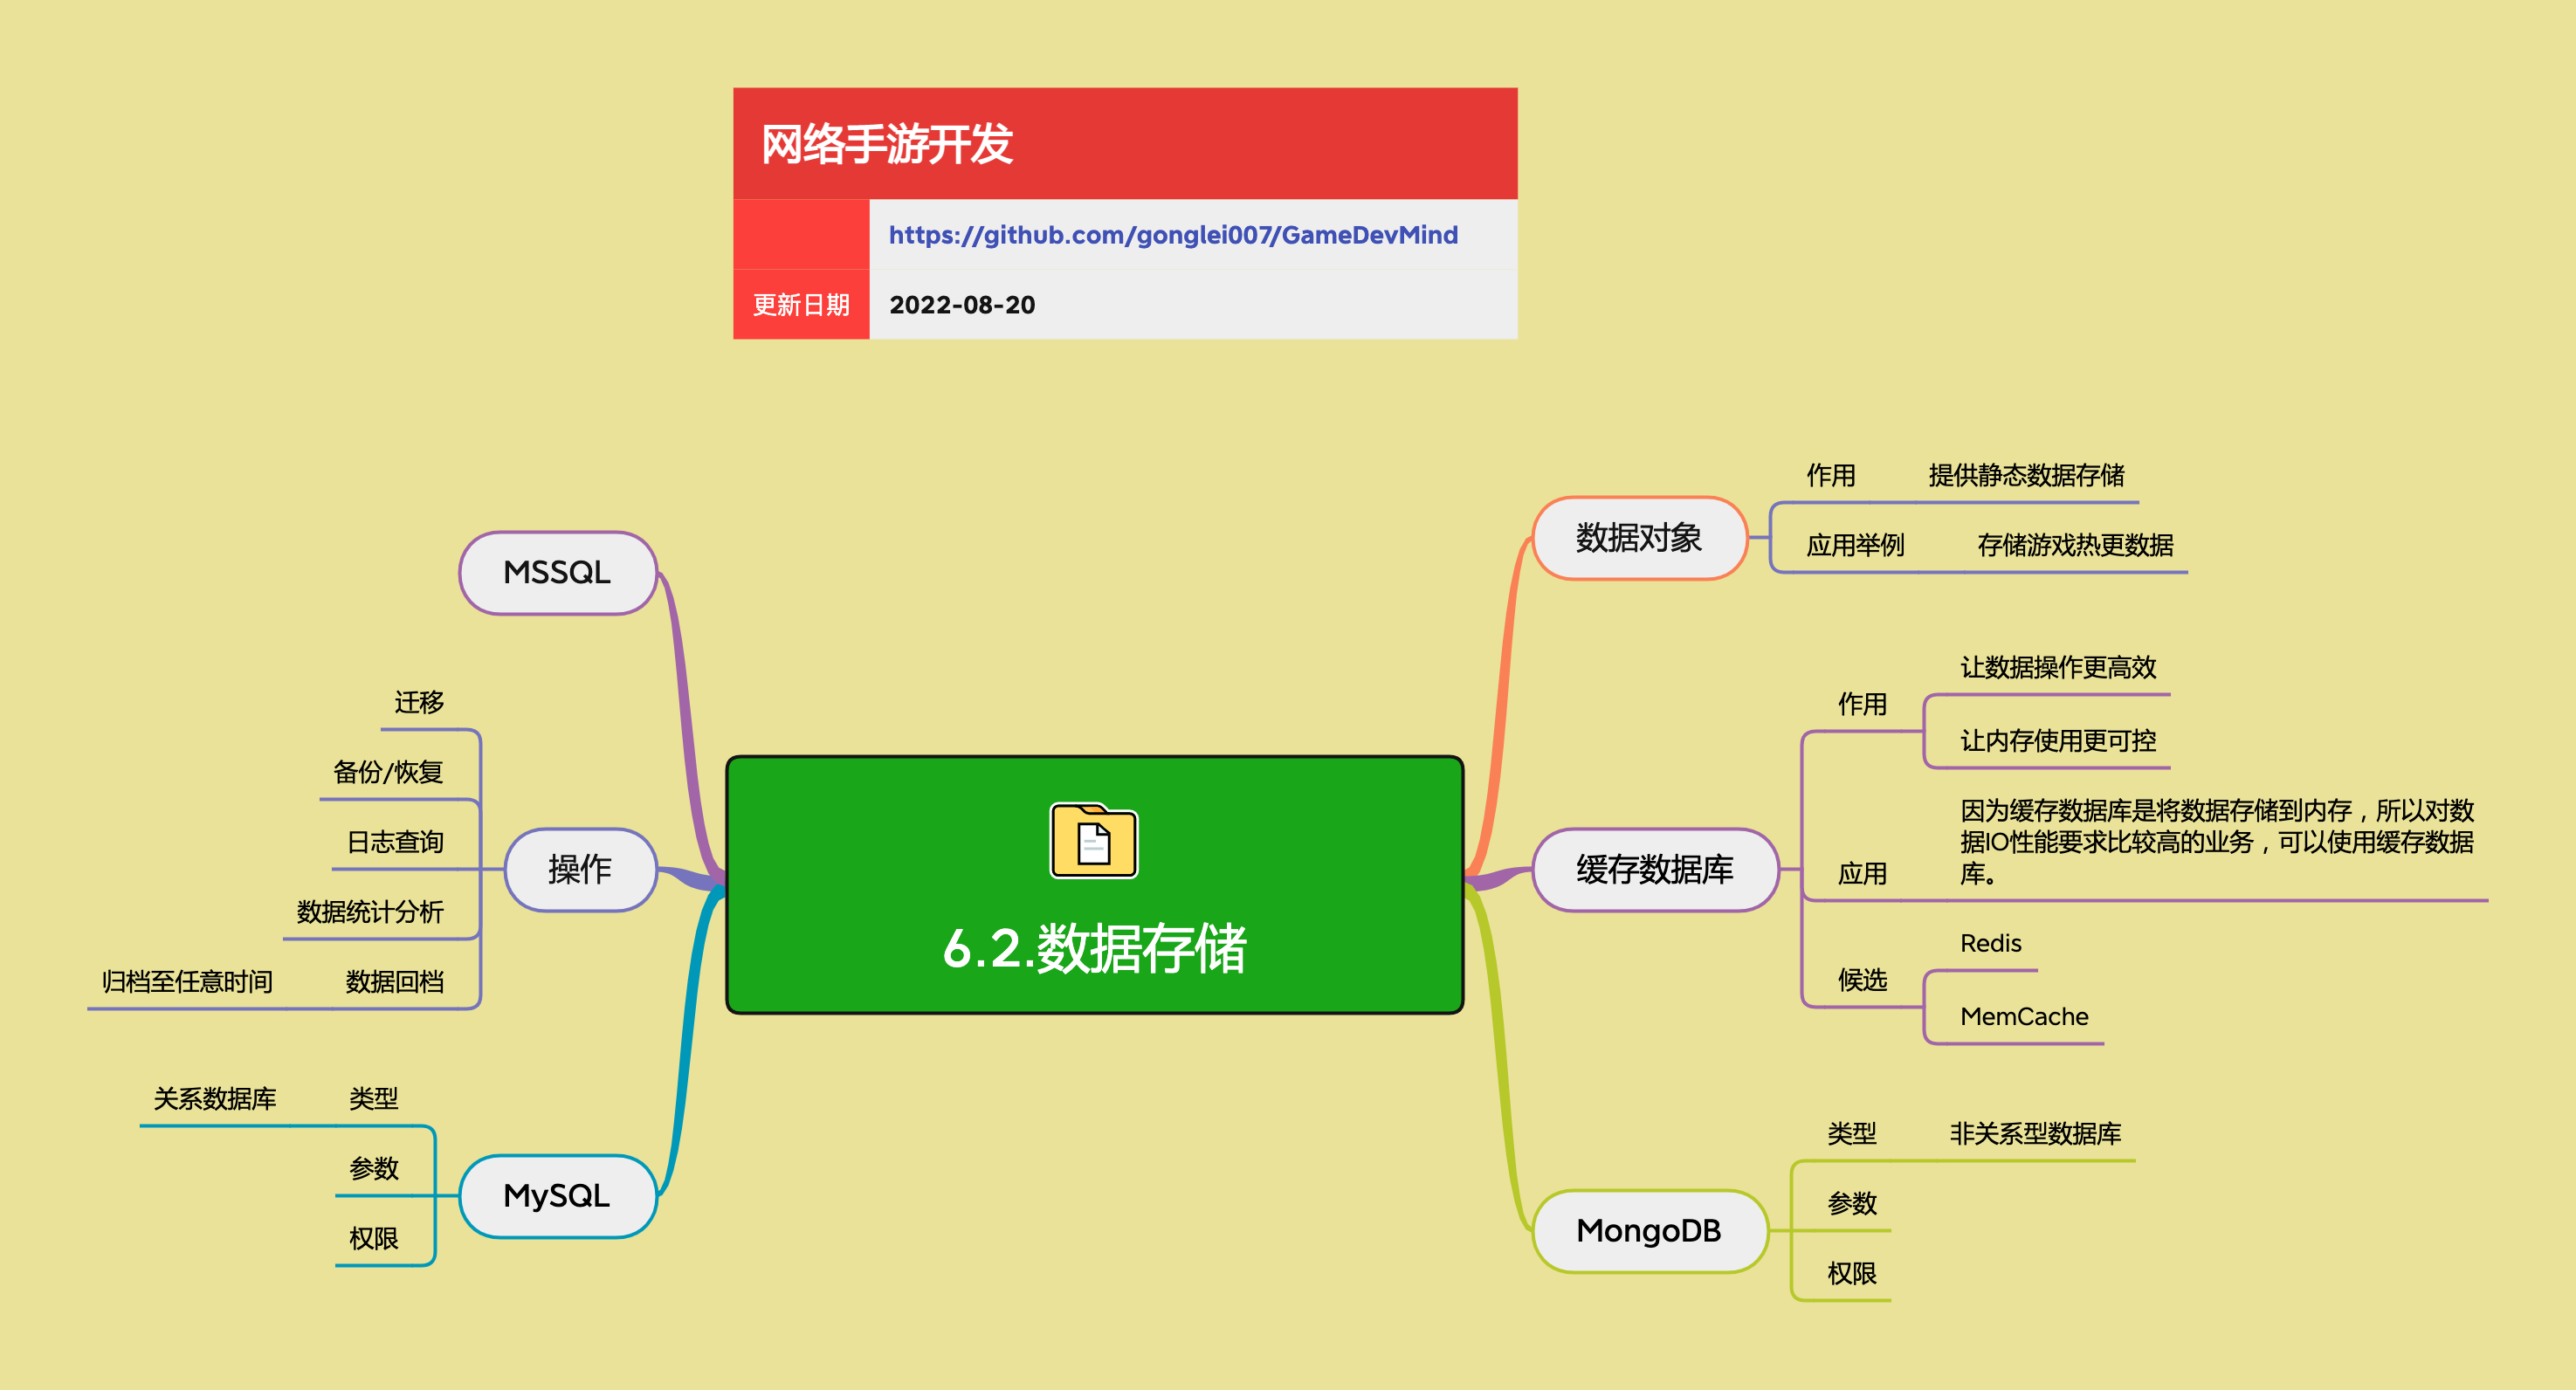 网络手游开发
https://github.com/gonglei007/GameDevMind
更新日期
2022-08-20
6.2.数据存储
数据对象
作用
提供静态数据存储
应用举例
存储游戏热更数据
缓存数据库
作用
让数据操作更高效
让内存使用更可控
应用
因为缓存数据库是将数据存储到内存，所以对数
据IO性能要求比较高的业务，可以使用缓存数据
库。
候选
Redis
MemCache
MongoDB
类型
非关系型数据库
参数
权限
MSSQL
操作
迁移
备份/恢复
日志查询
数据统计分析
数据回档
归档至任意时间
MySQL
类型
关系数据库
参数
权限